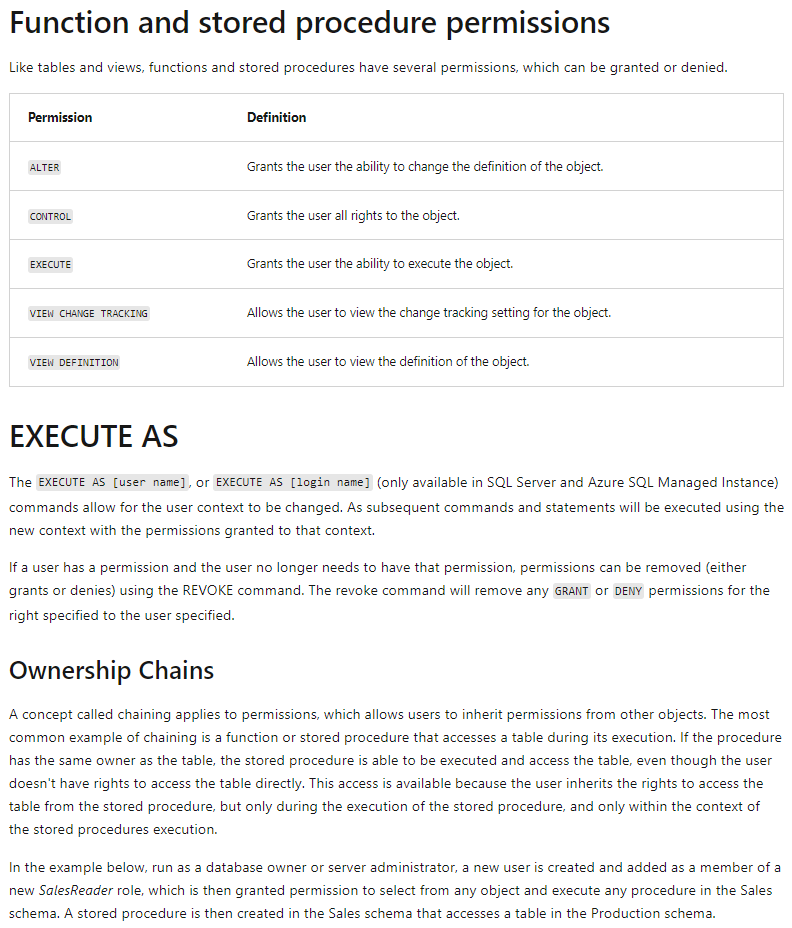 Function and stored procedure permissions
Like tables and views, functions and stored procedures have several permissions, which can be granted or denied.
Permission Definition
ALTER Grants the user the ability to change the definition of the object.
CONTROL Grants the user all rights to the object.
EXECUTE Grants the user the ability to execute the object.
VIEW CHANGE TRACKING Allows the user to view the change tracking setting for the object.
VIEW DEFINITION Allows the user to view the definition of the object.
EXECUTE AS
The EXECUTE AS [user name], or EXECUTE AS [login name] (only available in SQL Server and Azure SQL Managed Instance)
commands allow for the user context to be changed. As subsequent commands and statements will be executed using the
new context with the permissions granted to that context.
If a user has a permission and the user no longer needs to have that permission, permissions can be removed (either
grants or denies) using the REVOKE command. The revoke command will remove any GRANT or DENY permissions for the
right specified to the user specified.
Ownership Chains
A concept called chaining applies to permissions, which allows users to inherit permissions from other objects. The most
common example of chaining is a function or stored procedure that accesses a table during its execution. If the procedure
has the same owner as the table, the stored procedure is able to be executed and access the table, even though the user
doesn't have rights to access the table directly. This access is available because the user inherits the rights to access the
table from the stored procedure, but only during the execution of the stored procedure, and only within the context of
the stored procedures execution.
In the example below, run as a database owner or server administrator, a new user is created and added as a member of a
new SalesReader role, which is then granted permission to select from any object and execute any procedure in the Sales
schema. A stored procedure is then created in the Sales schema that accesses a table in the Production schema.